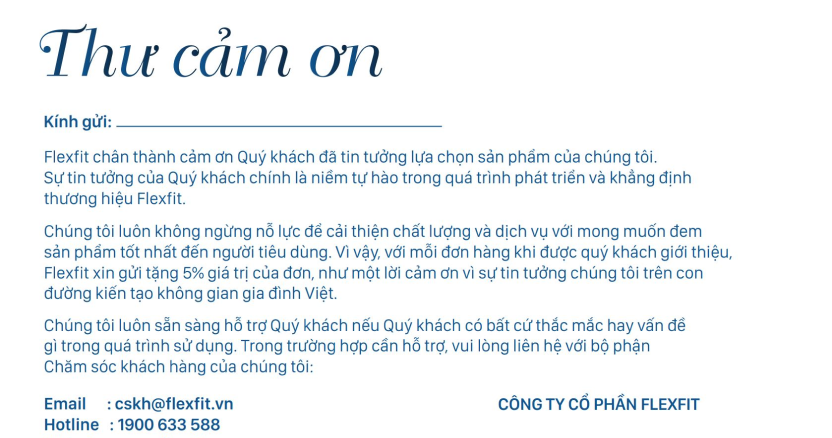 Thư cảm ơn
Kính gửi:
Flexfit chân thành cảm ơn Quý khách đã tin tưởng lựa chọn sản phẩm của chúng tôi.
Sự tin tưởng của Quý khách chính là niềm tự hào trong quá trình phát triển và khẳng định
thương hiệu Flexfit.
Chúng tôi luôn không ngừng nỗ lực để cải thiện chất lượng và dịch vụ với mong muốn đem
sản phẩm tốt nhất đến người tiêu dùng. Vì vậy, với mỗi đơn hàng khi được quý khách giới thiệu,
Flexfit xin gửi tặng 5% giá trị của đơn, như một lời cảm ơn vì sự tin tưởng chúng tôi trên con
đường kiến tạo không gian gia đình Việt.
Chúng tôi luôn sẵn sàng hỗ trợ Quý khách nếu Quý khách có bất cứ thắc mắc hay vấn đề
gì trong quá trình sử dụng. Trong trường hợp cần hỗ trợ, vui lòng liên hệ với bộ phận
Chăm sóc khách hàng của chúng tôi:
Email : cskh@flexfit.vn CÔNG TY CỔ PHẦN FLEXFIT
Hotline : 1900 633 588